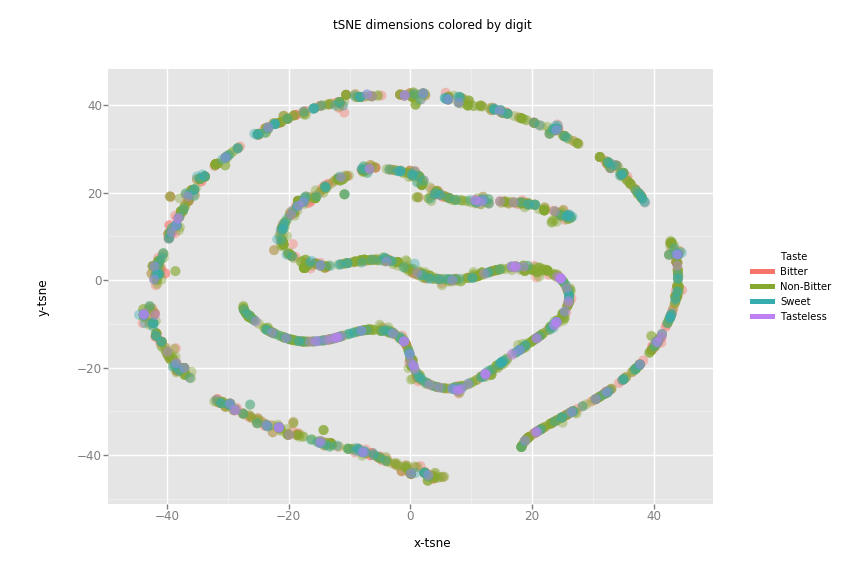 tSNE dimensions colored by digit
40
20
0
−20
−40
y-tsne
−40
−20
0
20
40
x-tsne
Taste
Bitter
Non-Bitter
Sweet
Tasteless